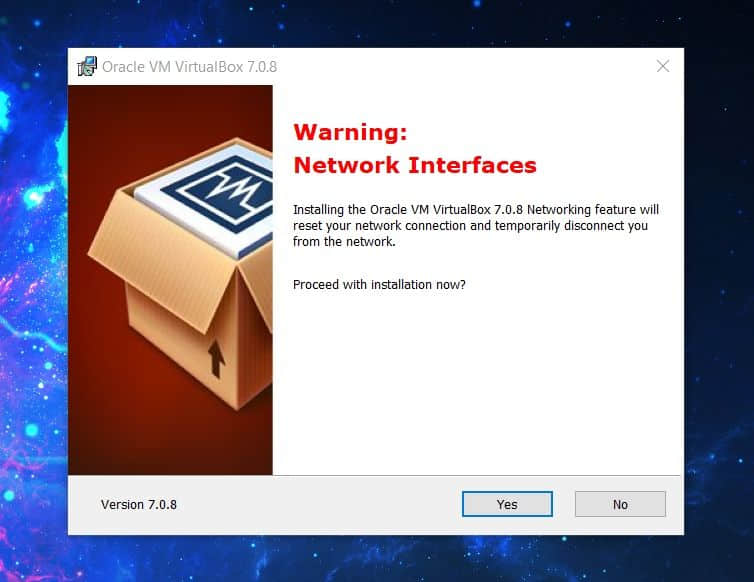 Oracle VM VirtualBox 7.0.8
Warning:
Network Interfaces
Installing the Oracle VM VirtualBox 7.0.8 Networking feature will
reset your network connection and temporarily disconnect you
from the network.
Proceed with installation now?
Version 7.0.8
Yes
No